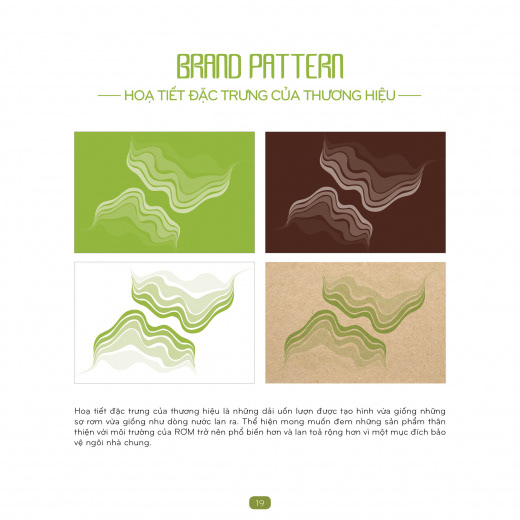 BRAND PATTERN
HOẠ TIẾT ĐẶC TRƯNG CỦA THƯƠNG HIỆU
Hoạ tiết đặc trưng của thương hiệu là những dải uốn lượn được tạo hình vừa giống những
sợ rơm vừa giống như dòng nước lan ra. Thể hiện mong muốn đem những sản phẩm thân
thiện với môi trường của RƠM trở nên phổ biến hơn và lan toả rộng hơn vì một mục đích bảo
vệ ngôi nhà chung.
19